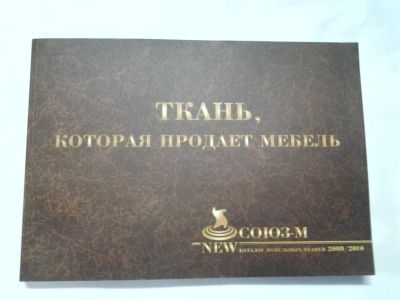 ТКАНЬ,
КОТОРАЯ ПРОДАЕТ МЕБЕЛЬ
СОЮЗ-М
NEW КАТАЛОГ МЕБЕЛЬНЫХ ТКАНЕЙ 2009/2010